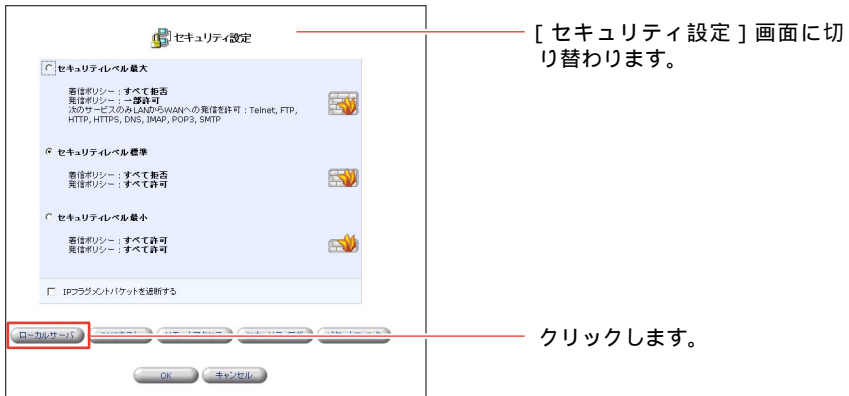 セキュリティ設定
[ セキュリティ設定 ] 画面に切
り替わります。
セキュリティレベル 最大
着信ポリシー : すべて拒否
発信ポリシー : 一部許可
次のサービスのみ LANからWANへの発信を許可 : Telnet, FTP,
HTTP, HTTPS, DNS, IMAP, POP3, SMTP
セキュリティレベル 標準
着信ポリシー : すべて拒否
発信ポリシー : すべて許可
セキュリティレベル 最小
着信ポリシー : すべて許可
発信ポリシー : すべて許可
IPフラグメントパケットを遮断する
ローカルサーバ
クリックします。
OK
キャンセル